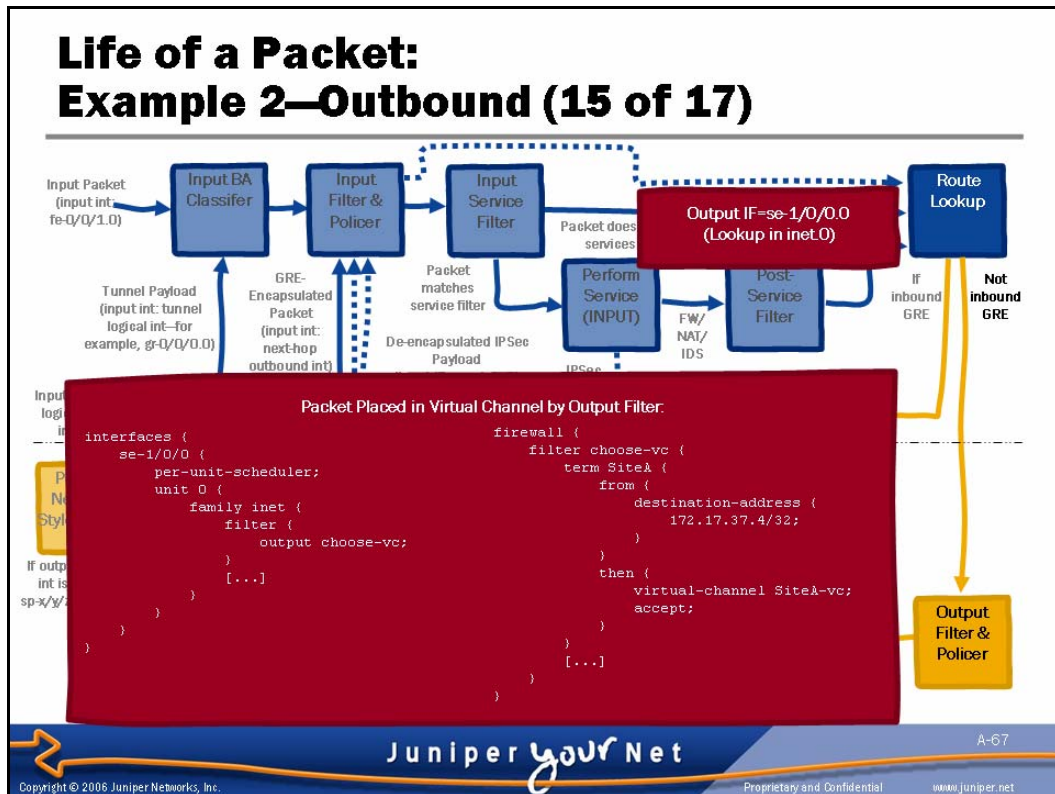 Life of a Packet:
Example 2—Outbound (15 of 17)
Input Packet
(input int:
fe-0/0/1.0)
Input BA
Classifer
Input
Filter &
Policer
Input
Service
Filter
Packet does
services
Output IF=se-1/0/0.0
(Lookup in inet.0)
Route
Lookup
Tunnel Payload
(input int: tunnel
logical int—for
example, gr-0/0/0.0)
GRE-
Encapsulated
Packet
(input int:
next-hop
outbound int)
Packet
matches
service filter
De-encapsulated IPSec
Payload
Perform
Service
(INPUT)
IPSec
FW/
NAT/
IDS
Post-
Service
Filter
If
inbound
GRE
Not
inbound
GRE
Input
logic
If outp
int is
sp-x/y/
Packet Placed in Virtual Channel by Output Filter:
interfaces {
se-1/0/0 {
per-unit-scheduler;
unit 0 {
family inet {
filter {
output choose-vc;
}
[...]
}
}
}
}
firewall {
filter choose-vc {
term SiteA {
from {
destination-address {
172.17.37.4/32;
}
}
then {
virtual-channel SiteA-vc;
accept;
}
}
[...]
}
}
Output
Filter &
Policer
Juniper your Net
A-67
Copyright © 2006 Juniper Networks, Inc.
Proprietary and Confidential
www.juniper.net